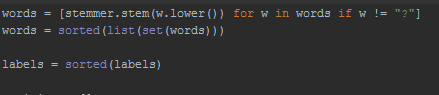 words = [stemmer.stem(w.lower()) for w in words if w != "?"]
words = sorted(list(set(words)))
labels = sorted(labels)